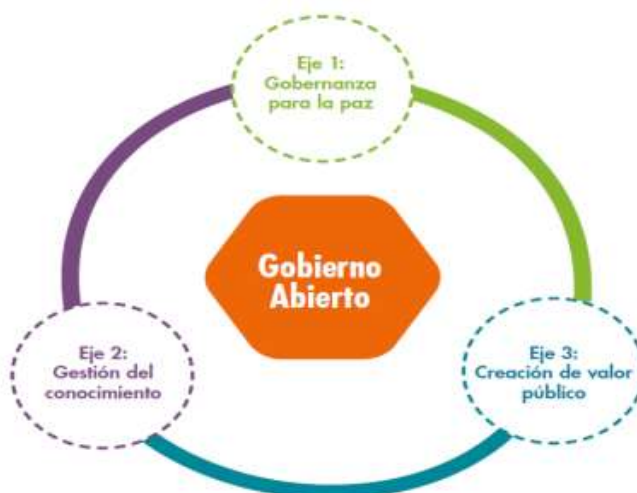 Eje 1:
Gobernanza
para la paz
Gobierno
Abierto
Eje 2:
Gestión del
conocimiento
Eje 3:
Creación de valor
público